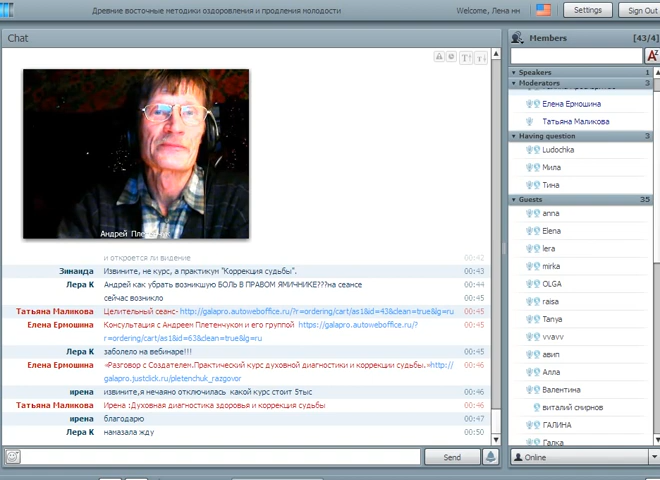 Древние восточные методики оздоровления и продления молодости
Welcome, Лена нн
Settings
Sign Out
Chat
Members
[43/4]
Андрей Плетенчук
и откроется ли видение 00:42
Зинаида Извините, не курс, а практикум "Коррекция судьбы". 00:43
Лера К Андрей как убрать возникшую БОЛЬ В ПРАВОМ ЯИЧНИКЕ???на сеансе 00:44
сейчас возникло 00:45
Татьяна Маликова Целительный сеанс- http://galapro.autoweboffice.ru/?r=ordering/cart/as1&id=43&clean=true&lg=ru 00:45
Елена Ермошина Консультация с Андреем Плетенчуком и его группой https://galapro.autoweboffice.ru/? 00:45
r=ordering/cart/as1&id=63&clean=true&lg=ru
Лера К заболело на вебинаре!!! 00:45
Елена Ермошина «Разговор с Создателем.Практический курс духовной диагностики и коррекции судьбы.»http:// 00:46
galapro.justclick.ru/pletenchuk_razgovor
ирена извините,я нечаяно отключилась какой курс стоит 5тыс 00:46
Татьяна Маликова Ирена :Духовная диагностика здоровья и коррекция судьбы 00:46
ирена благодарю 00:47
Лера К намазала жду 00:50
Send
Speakers 1
Moderators 3
Елена Ермошина
Татьяна Маликова
Having question 3
Ludochka
Мила
Тина
Guests 35
anna
Elena
lera
mirka
OLGA
raisa
Tanya
vvavv
авип
Алла
Валентина
виталий смирнов
ГАЛИНА
Галка
Online